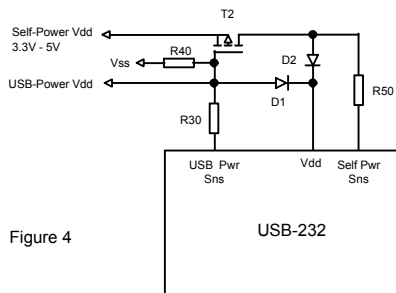 T2
Self-Power Vdd
3.3V - 5V
R40
Vss
D2
USB-Power Vdd
R50
D1
R30
USB Pwr
Sns
Vdd
Self Pwr
Sns
Figure 4
USB-232